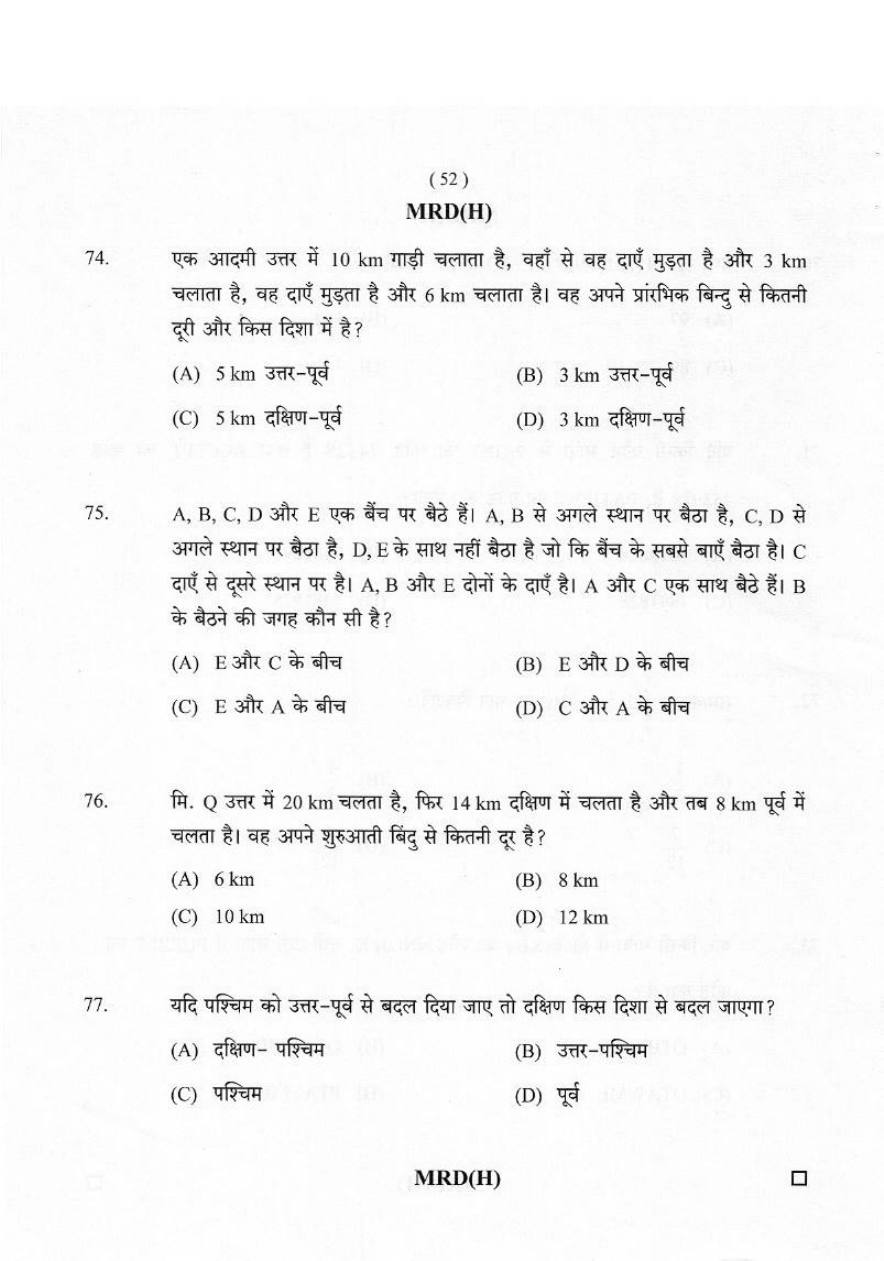 ( 52 )
MRD(H)
74. एक आदमी उत्तर में 10 km गाड़ी चलाता है, वहाँ से वह दाएँ मुड़ता है और 3 km
चलाता है, वह दाएँ मुड़ता है और 6 km चलाता है। वह अपने प्रांरभिक बिन्दु से कितनी
दूरी और किस दिशा में है?
(A) 5 km उत्तर-पूर्व (B) 3 km उत्तर-पूर्व
(C) 5 km दक्षिण-पूर्व (D) 3 km दक्षिण-पूर्व
75. A, B, C, D और E एक बैंच पर बैठे हैं। A, B से अगले स्थान पर बैठा है, C, D से
अगले स्थान पर बैठा है, D, E के साथ नहीं बैठा है जो कि बैंच के सबसे बाएँ बैठा है। C
दाएँ से दूसरे स्थान पर है। A, B और E दोनों के दाएँ है। A और C एक साथ बैठे हैं। B
के बैठने की जगह कौन सी है?
(A) E और C के बीच (B) E और D के बीच
(C) E और A के बीच (D) C और A के बीच
76. मि. Q उत्तर में 20 km चलता है, फिर 14 km दक्षिण में चलता है और तब 8 km पूर्व में
चलता है। वह अपने शुरुआती बिंदु से कितनी दूर है?
(A) 6 km (B) 8 km
(C) 10 km (D) 12 km
77. यदि पश्चिम को उत्तर-पूर्व से बदल दिया जाए तो दक्षिण किस दिशा से बदल जाएगा?
(A) दक्षिण- पश्चिम (B) उत्तर-पश्चिम
(C) पश्चिम (D) पूर्व
MRD(H)